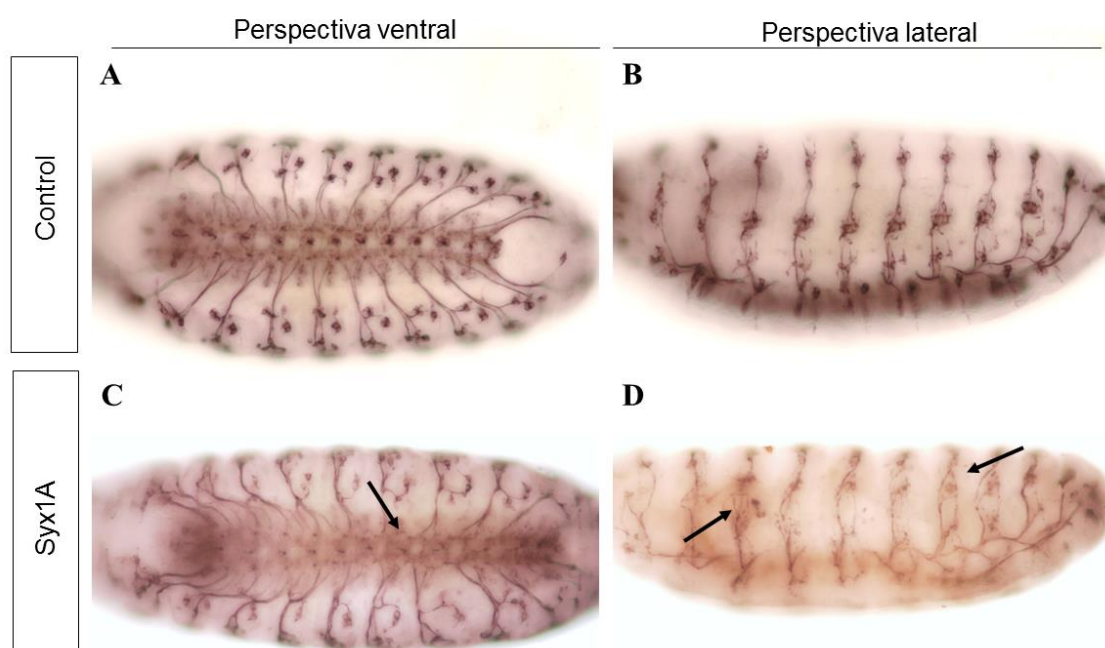 Perspectiva ventral
Perspectiva lateral
Control
A
B
Syx1A
C
D